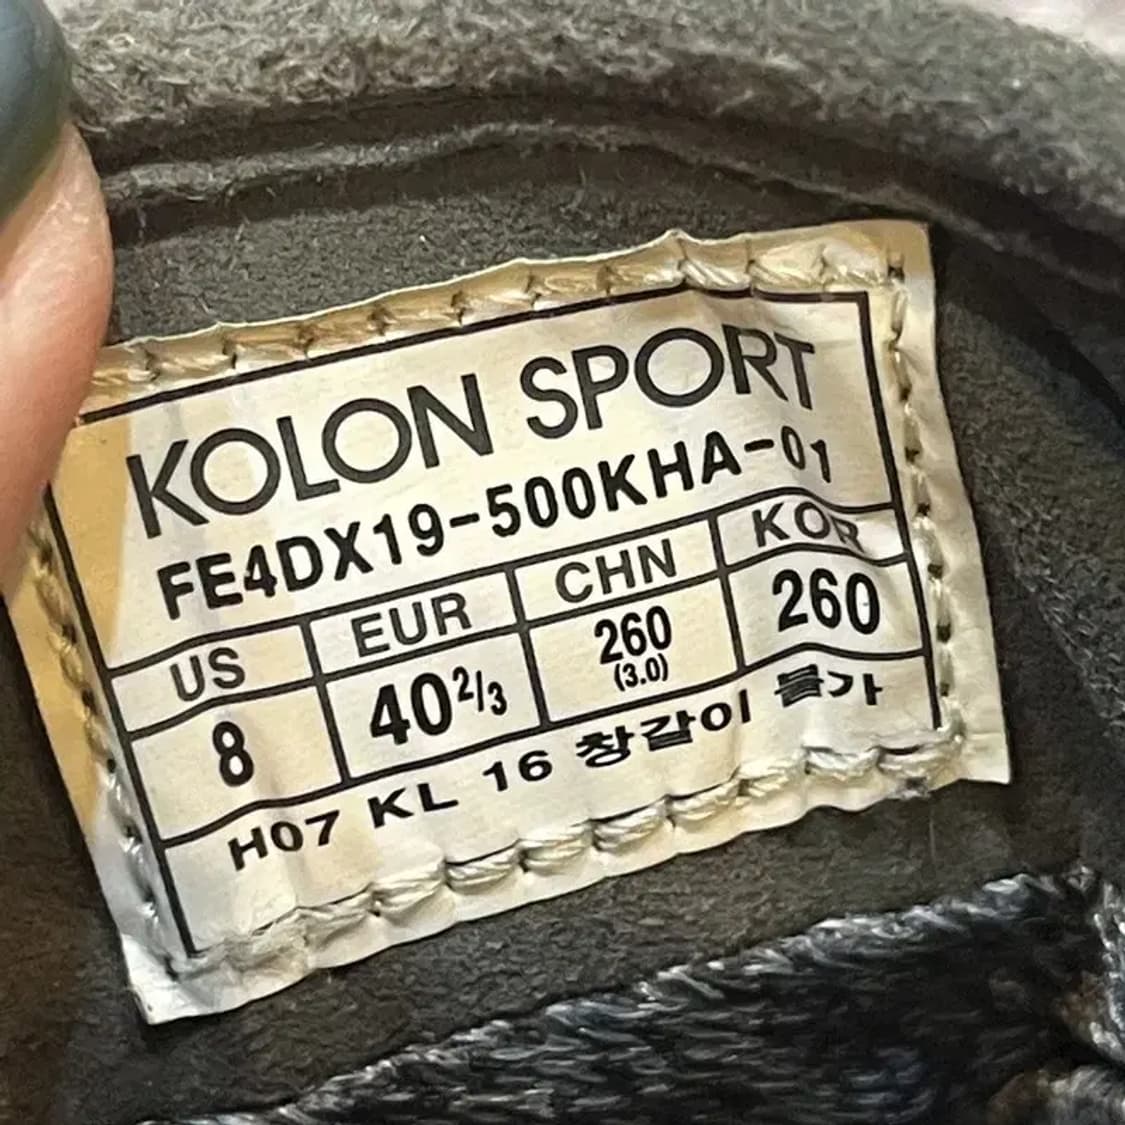 KOLON SPORT
FE4DX19-500KHA-01
US EUR CHN KOR
8 40 2/3 260 (3.0) 260
H07 KL 16 창갈이 불가